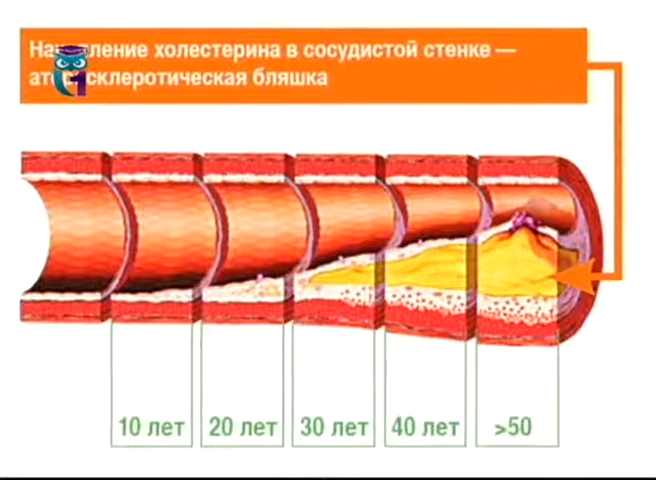 холестерина в сосудистой стенке —
бляшка
10 лет
20 лет
30 лет
40 лет
>50